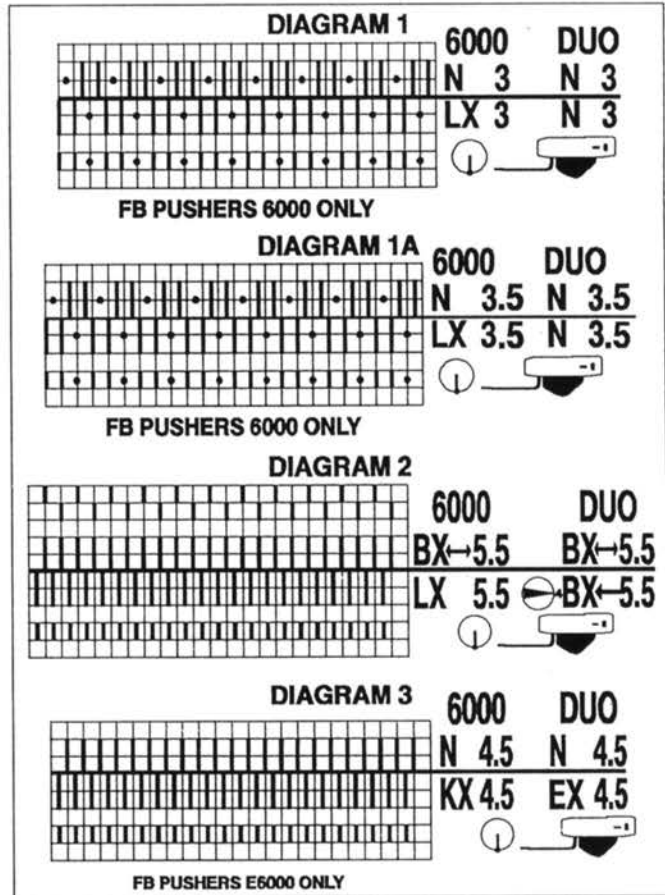 DIAGRAM 1
6000 DUO
N 3 N 3
LX 3 N 3
FB PUSHERS 6000 ONLY
DIAGRAM 1A
6000 DUO
N 3.5 N 3.5
LX 3.5 N 3.5
FB PUSHERS 6000 ONLY
DIAGRAM 2
6000 DUO
BX↔5.5 BX↔5.5
LX 5.5 BX←5.5
DIAGRAM 3
6000 DUO
N 4.5 N 4.5
KX 4.5 EX 4.5
FB PUSHERS E6000 ONLY